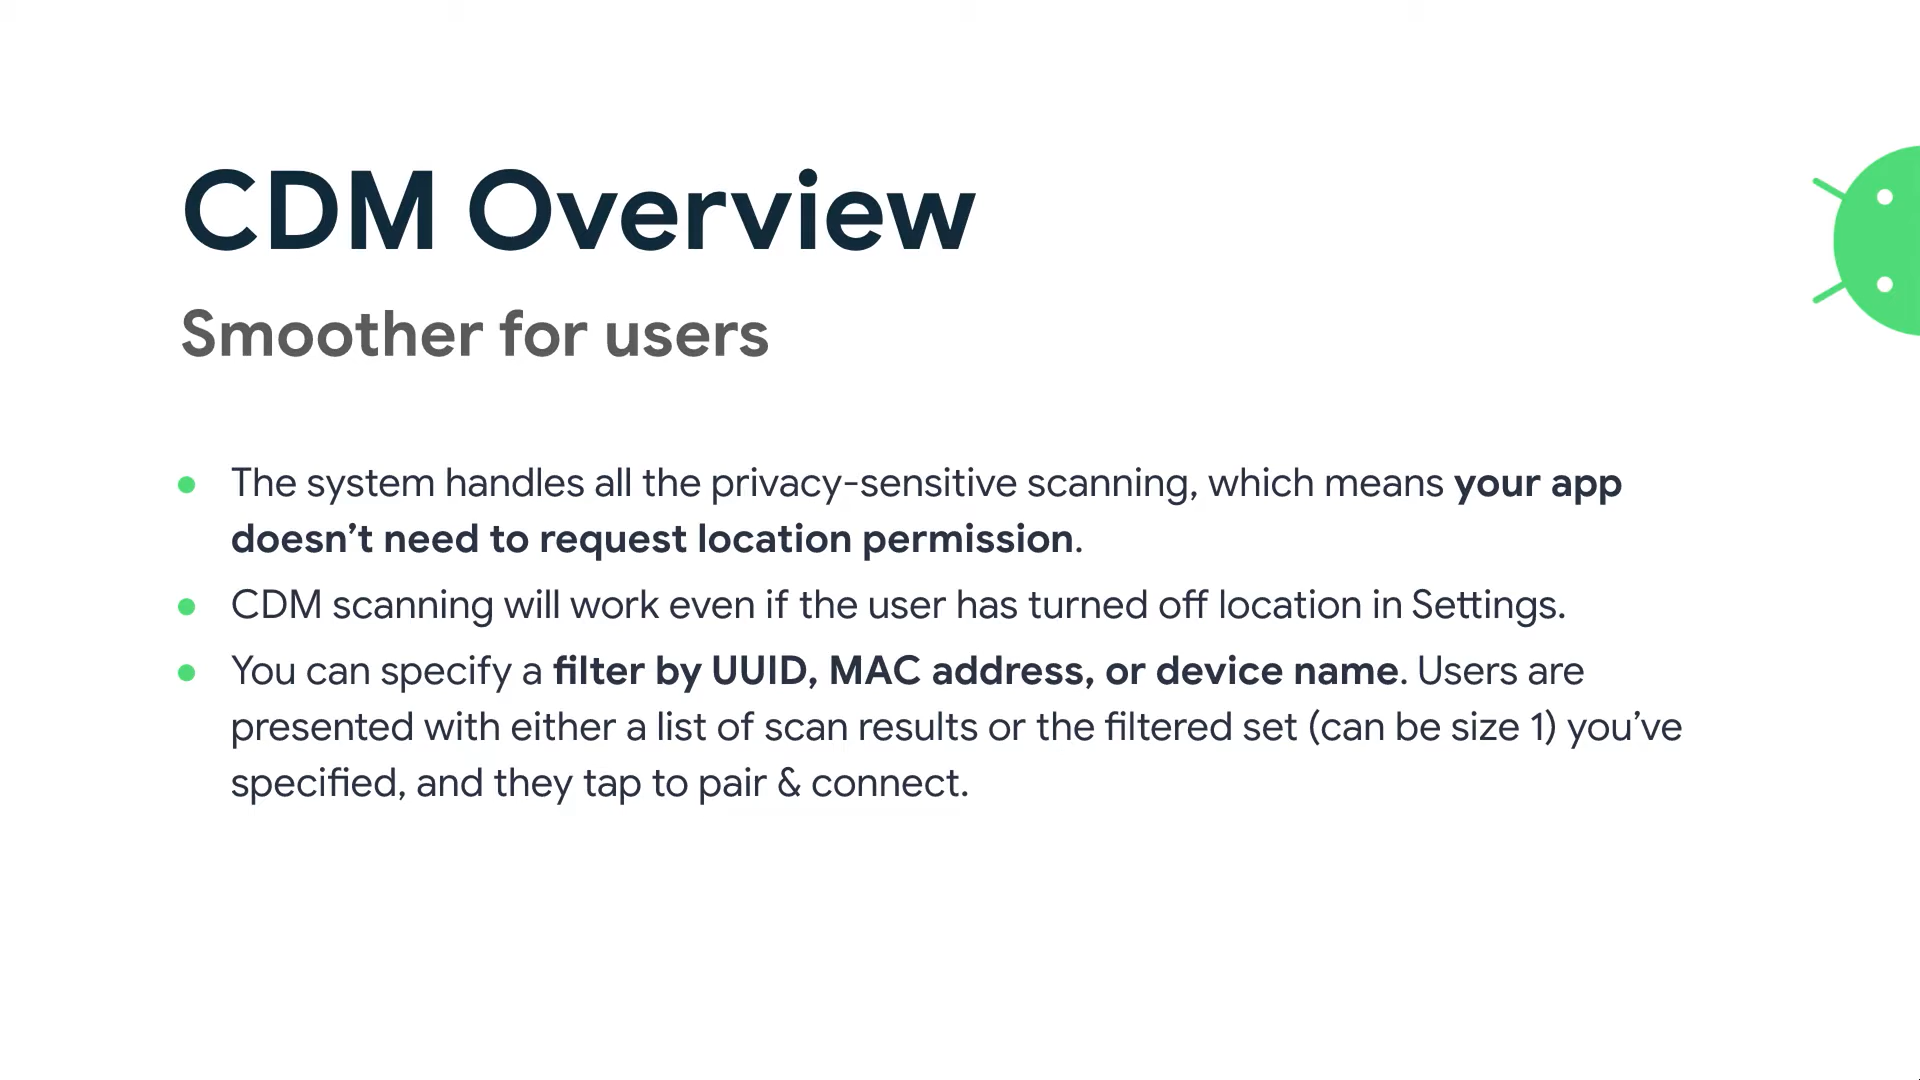 CDM Overview
Smoother for users
• The system handles all the privacy-sensitive scanning, which means your app
doesn’t need to request location permission.
• CDM scanning will work even if the user has turned off location in Settings.
• You can specify a filter by UUID, MAC address, or device name. Users are
presented with either a list of scan results or the filtered set (can be size 1) you’ve
specified, and they tap to pair & connect.